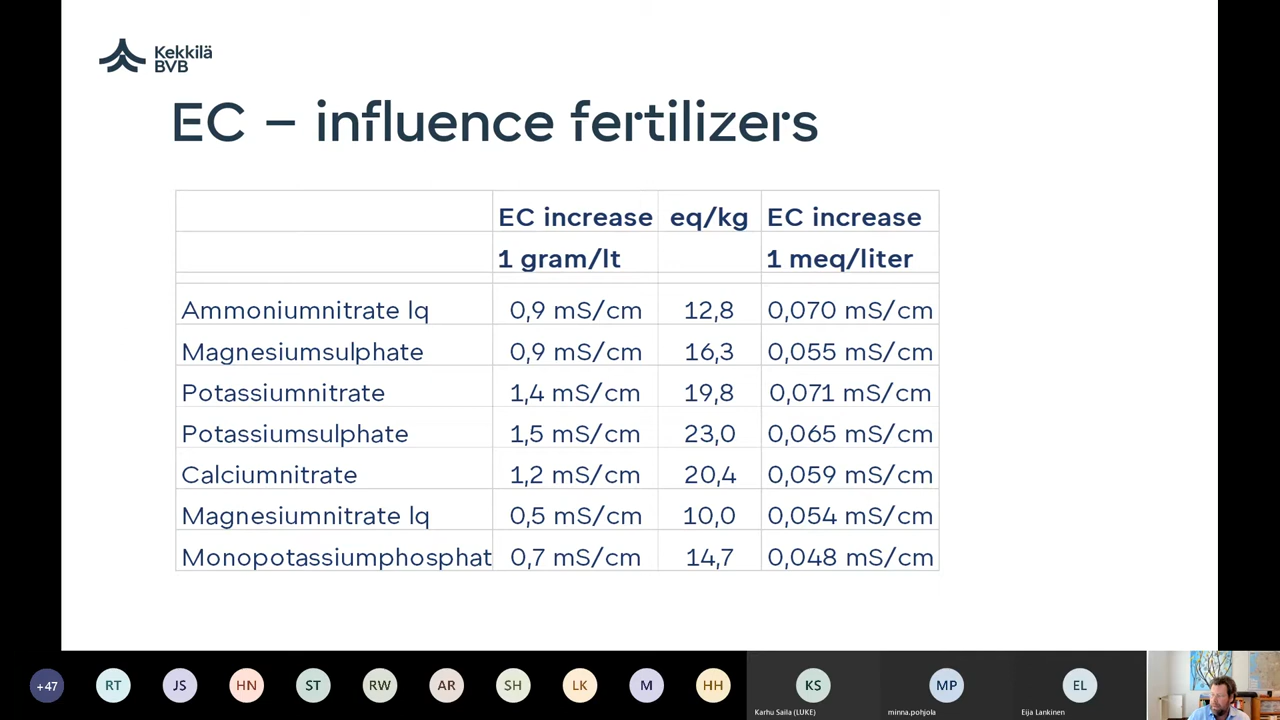 Kekkilä
BVB
EC – influence fertilizers
EC increase eq/kg EC increase
1 gram/lt 1 meq/liter
Ammoniumnitrate lq 0,9 mS/cm 12,8 0,070 mS/cm
Magnesiumsulphate 0,9 mS/cm 16,3 0,055 mS/cm
Potassiumnitrate 1,4 mS/cm 19,8 0,071 mS/cm
Potassiumsulphate 1,5 mS/cm 23,0 0,065 mS/cm
Calciumnitrate 1,2 mS/cm 20,4 0,059 mS/cm
Magnesiumnitrate lq 0,5 mS/cm 10,0 0,054 mS/cm
Monopotassiumphosphat 0,7 mS/cm 14,7 0,048 mS/cm
+47 RT JS HN ST RW AR SH LK M HH KS MP EL
Karhu Saila (LUKE) minna.pohjola Eija Lankinen